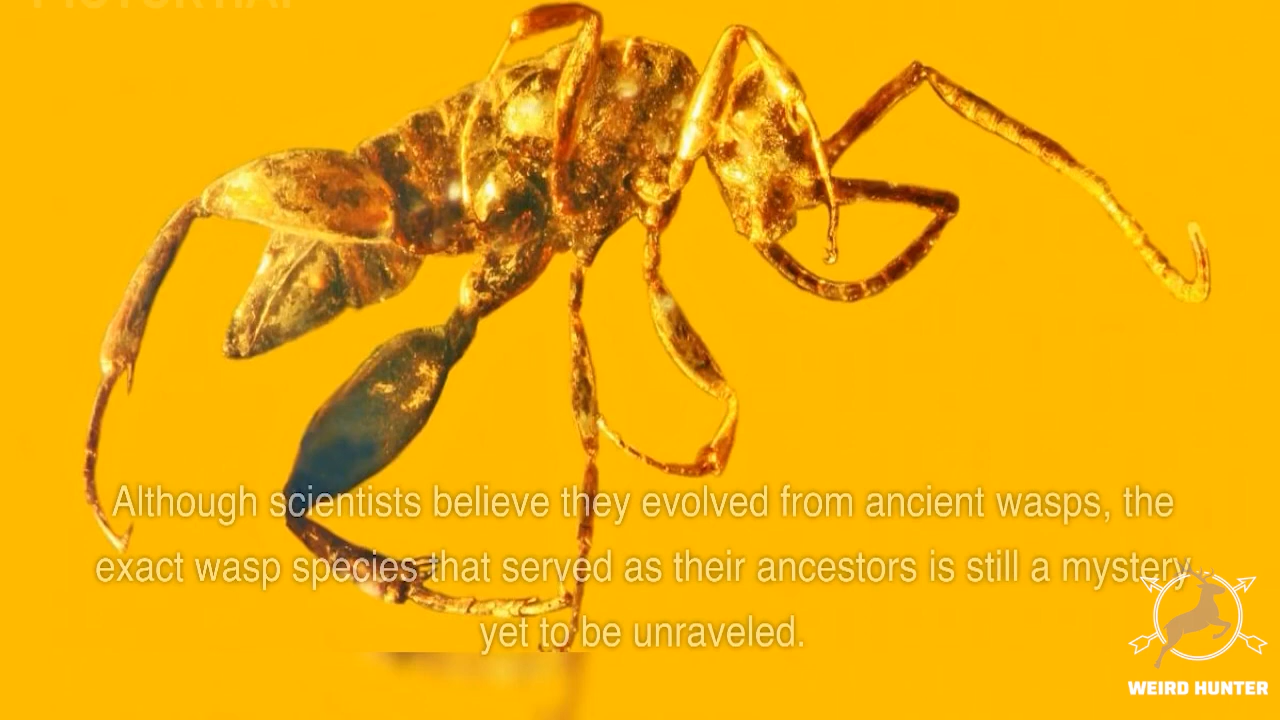 Although scientists believe they evolved from ancient wasps, the
exact wasp species that served as their ancestors is still a mystery
yet to be unraveled.
WEIRD HUNTER